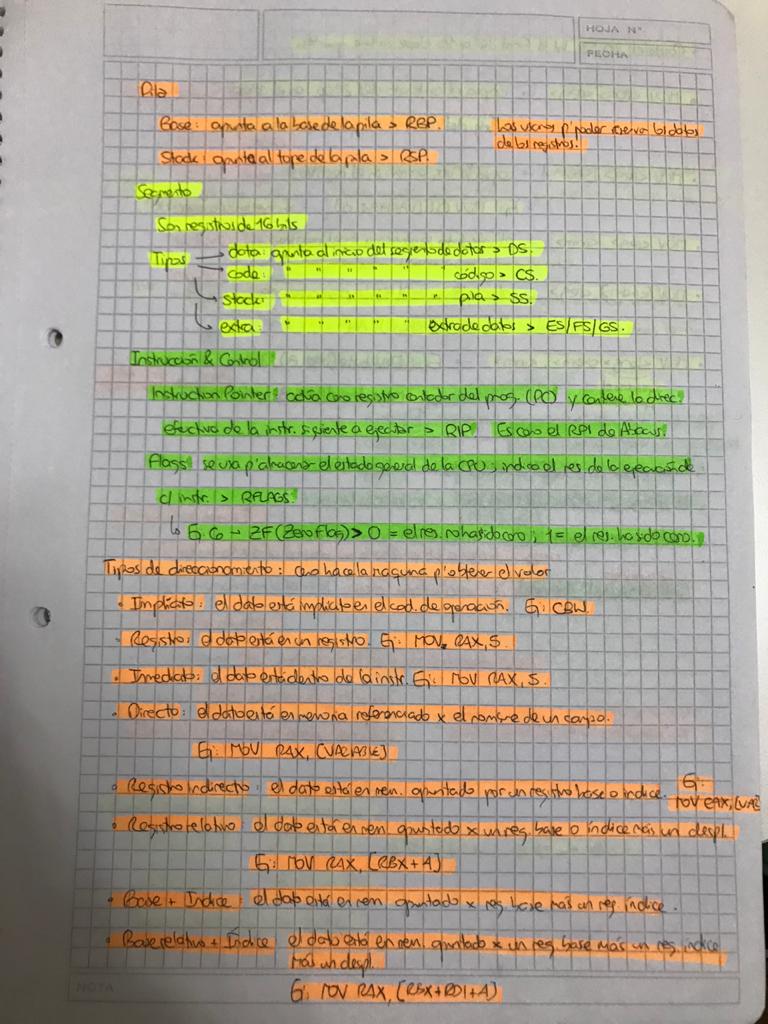 HOJA N°
FECHA
Pila
Base: apunta a la base de la pila > RBP.
Los usamos p' poder reservar los datos
de los registros.
Stack: apunta al tope de la pila > RSP.
Segmento
Son registros de 16 bits
Tipos → data: apunta al inicio del segmento de datos > DS.
→ code: " " " " " código > CS.
→ stack: " " " " " pila > SS.
→ extra: " " " " extra de datos > ES/FS/GS.
Instrucción & Control
Instruction Pointer: actúa como registro contador del prog. (PC) y contiene la direc.
efectiva de la instr. siguiente a ejecutar > RIP. Es como el RPI de Abacus.
Flags: se usa p' almacenar el estado general de la CPU; indica el res. de la ejecución de
c/ instr. > RFLAGS.
↳ Ej. 6 → ZF (Zero Flag) > 0 = el res. no ha sido cero; 1 = el res. ha sido cero.
Tipos de direccionamiento: cómo hace la máquina p' obtener el valor
• Implícito: el dato está implícito en el cod. de operación. Ej: CBW.
• Registro: el dato está en un registro. Ej: MOV RAX, 5.
• Inmediato: el dato está dentro de la instr. Ej: MOV RAX, 5.
• Directo: el dato está en memoria referenciado x el nombre de un campo.
Ej: MOV RAX, [VARIABLE]
• Registro indirecto: el dato está en mem. apuntado por un registro base o índice. Ej:
MOV EAX, [VAR
• Registro relativo: el dato está en mem. apuntado x un reg. base o índice más un despl.
Ej: MOV RAX, [RBX+4]
• Base + Índice: el dato está en mem. apuntado x reg. base más un reg. índice.
• Base relativo + Índice: el dato está en mem. apuntado x un reg. base más un reg. índice
más un despl.
Ej: MOV RAX, [RBX+RDI+4]
NOTA